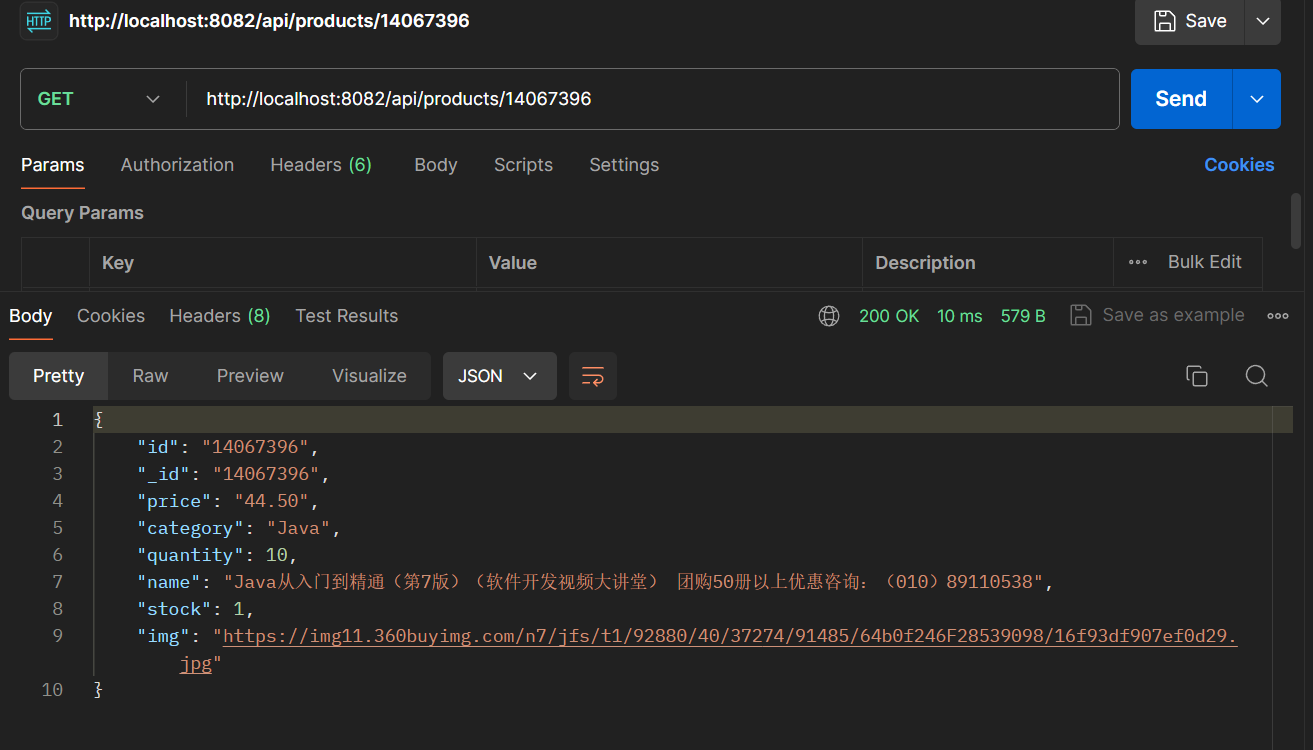 HTTP http://localhost:8082/api/products/14067396 Save
GET http://localhost:8082/api/products/14067396 Send
Params Authorization Headers (6) Body Scripts Settings Cookies
Query Params
Key Value Description Bulk Edit
Body Cookies Headers (8) Test Results 200 OK 10 ms 579 B Save as example
Pretty Raw Preview Visualize JSON
1 {
2 "id": "14067396",
3 "_id": "14067396",
4 "price": "44.50",
5 "category": "Java",
6 "quantity": 10,
7 "name": "Java从入门到精通（第7版）（软件开发视频大讲堂） 团购50册以上优惠咨询：（010）89110538",
8 "stock": 1,
9 "img": "https://img11.360buyimg.com/n7/jfs/t1/92880/40/37274/91485/64b0f246F28539098/16f93df907ef0d29.
jpg"
10 }